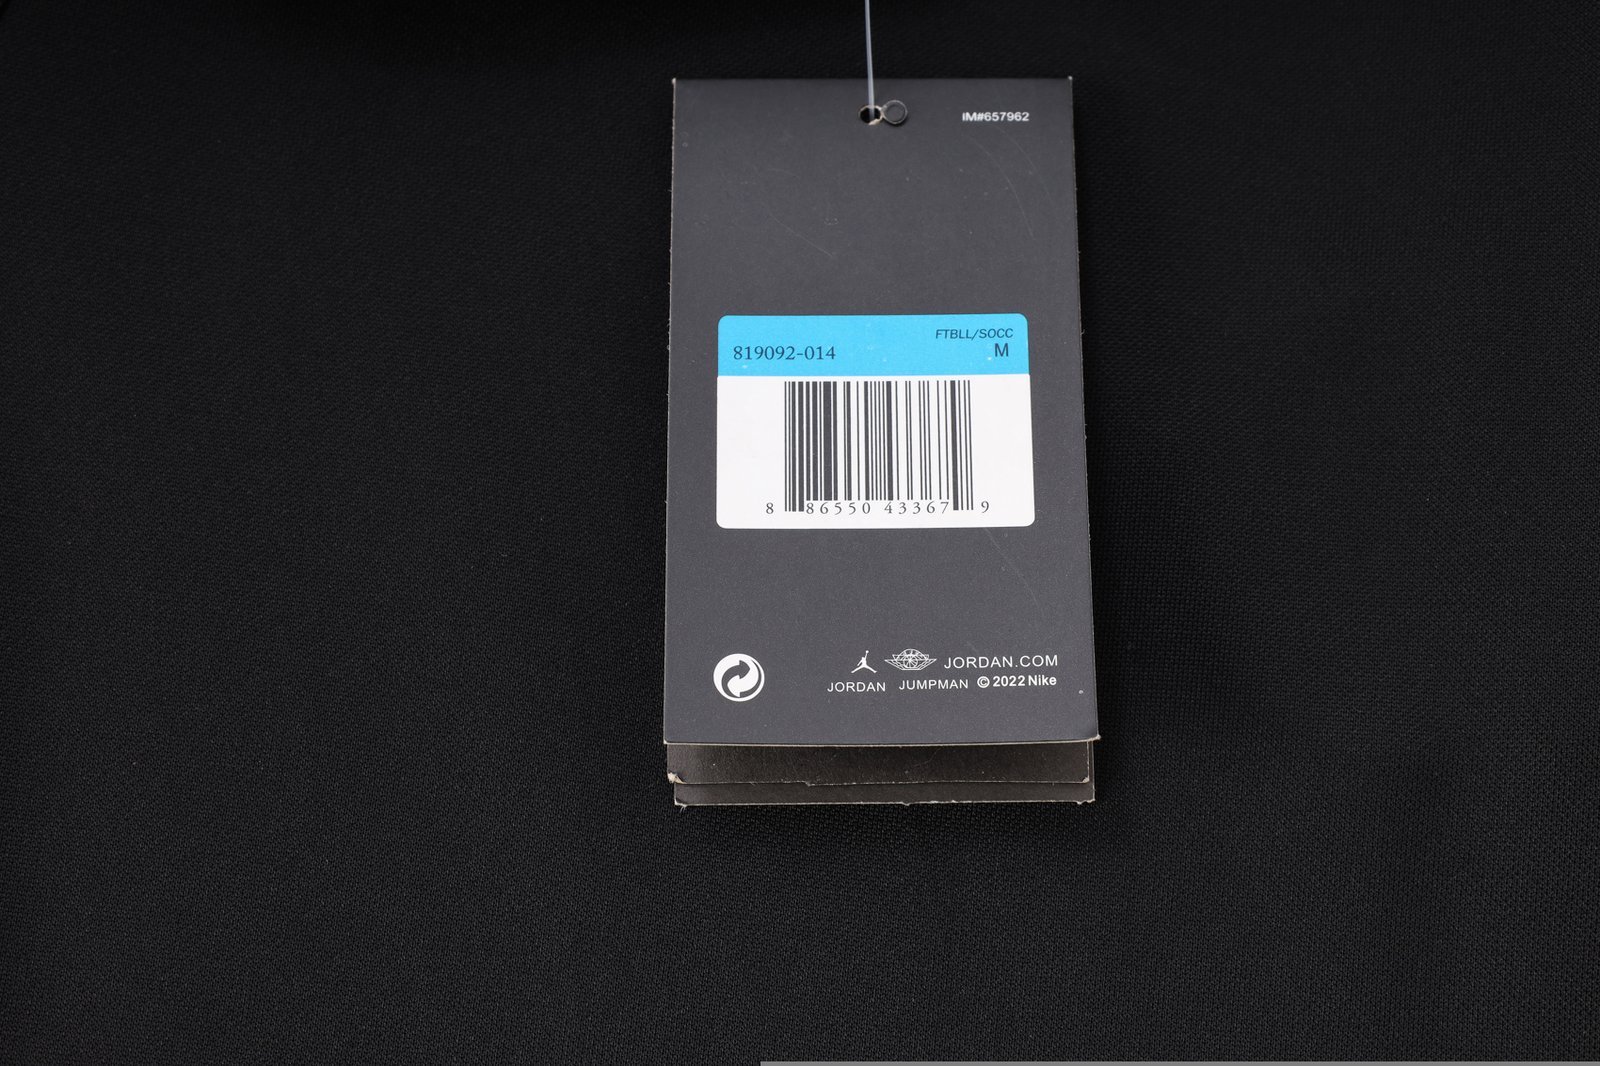 IM#657962
FTBLL/SOCC
819092-014 M
8 86550 43367 9
JORDAN.COM
JORDAN JUMPMAN © 2022 Nike